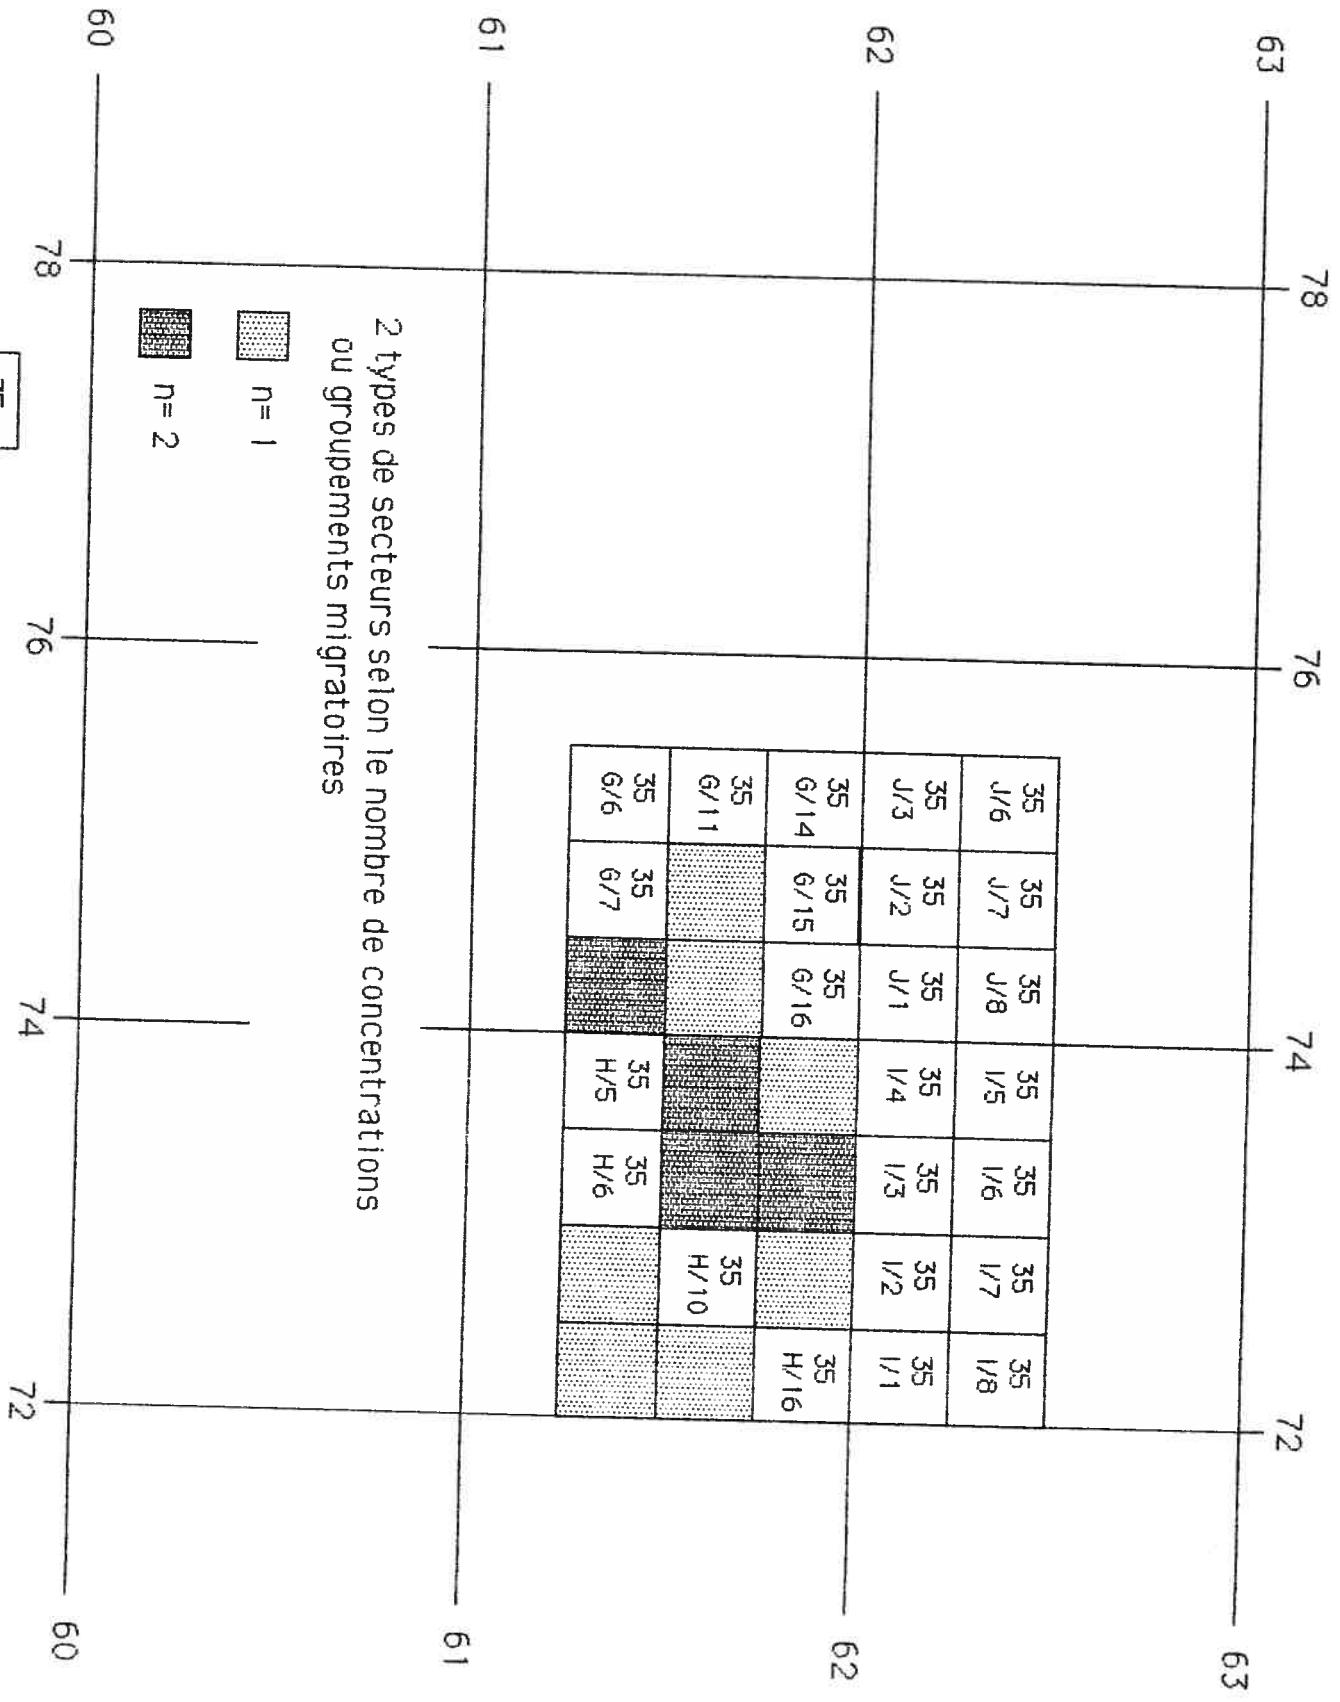 78 76 74 72
63 63
35 35 35 35 35 35 35
J/6 J/7 J/8 I/5 I/6 I/7 I/8
35 35 35 35 35 35 35
J/3 J/2 J/1 I/4 I/3 I/2 I/1
62 62
35 35 35 35
G/14 G/15 G/16 H/16
35 35
G/11 H/10
35 35 35 35
G/6 G/7 H/5 H/6
61 61
2 types de secteurs selon le nombre de concentrations
ou groupements migratoires
n= 1
n= 2
60 60
78 76 74 72